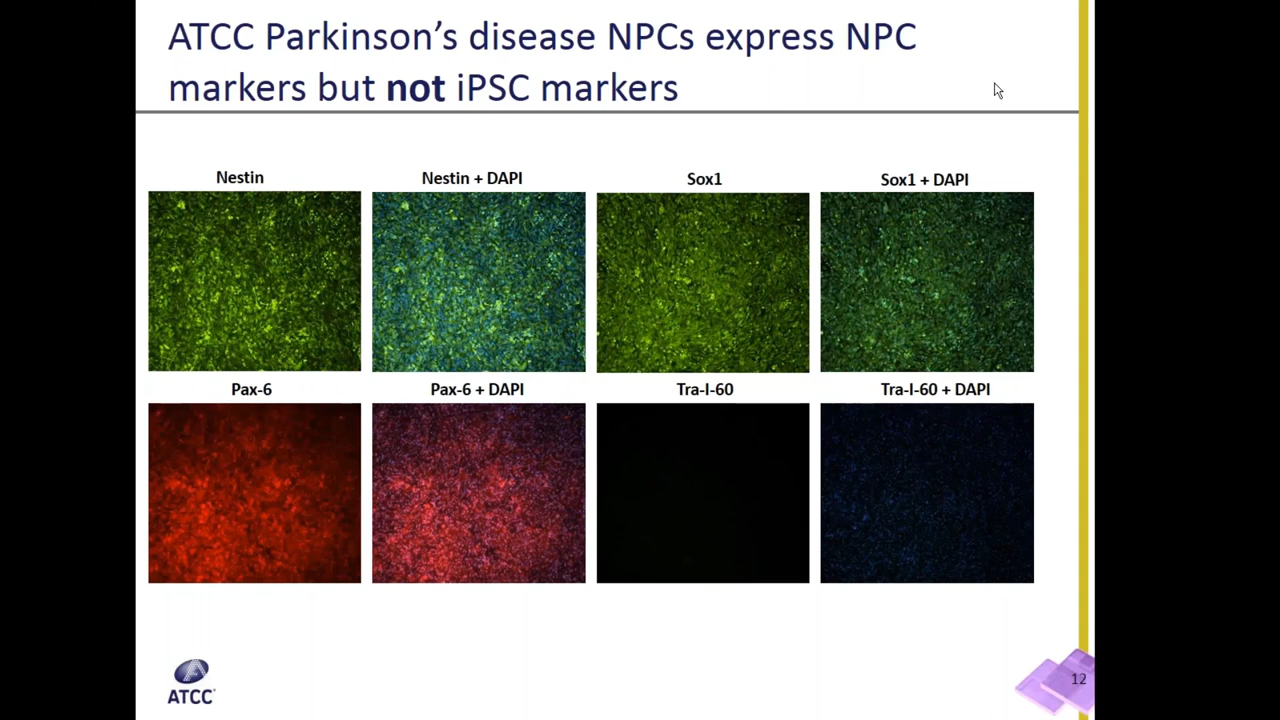 ATCC Parkinson's disease NPCs express NPC
markers but not iPSC markers
Nestin
Nestin + DAPI
Sox1
Sox1 + DAPI
Pax-6
Pax-6 + DAPI
Tra-I-60
Tra-I-60 + DAPI
ATCC
12